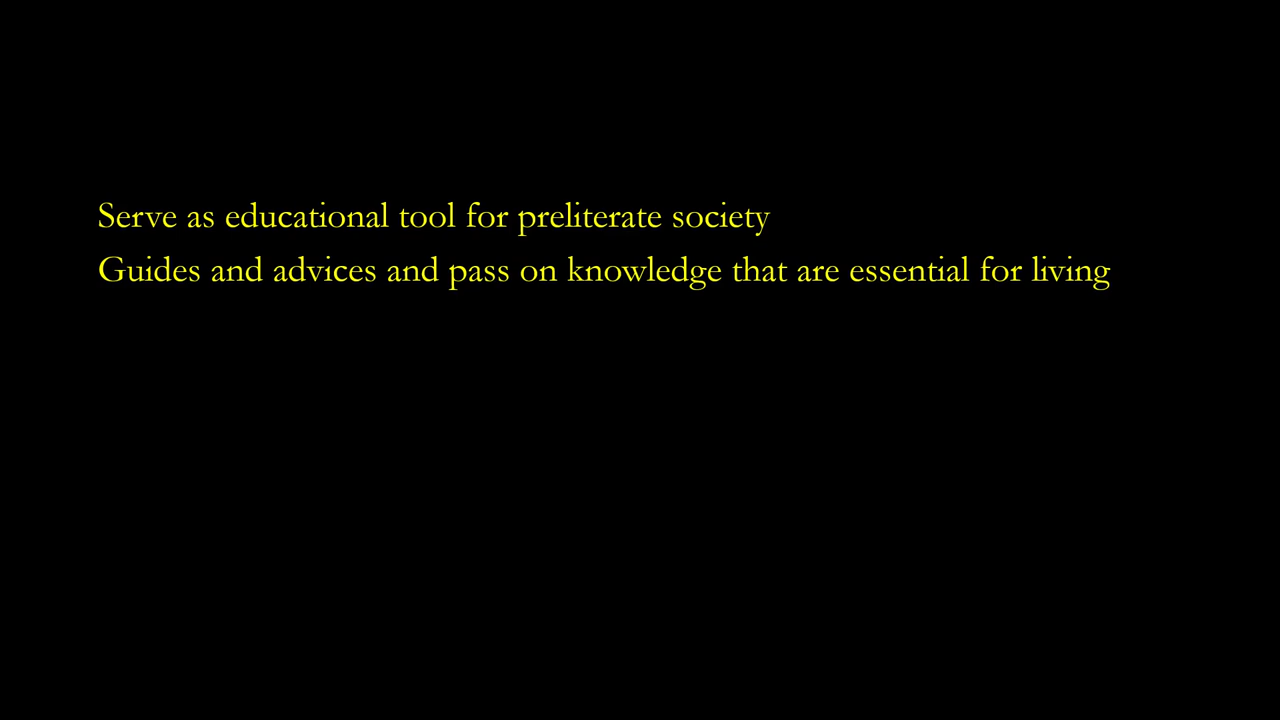 Serve as educational tool for preliterate society
Guides and advices and pass on knowledge that are essential for living